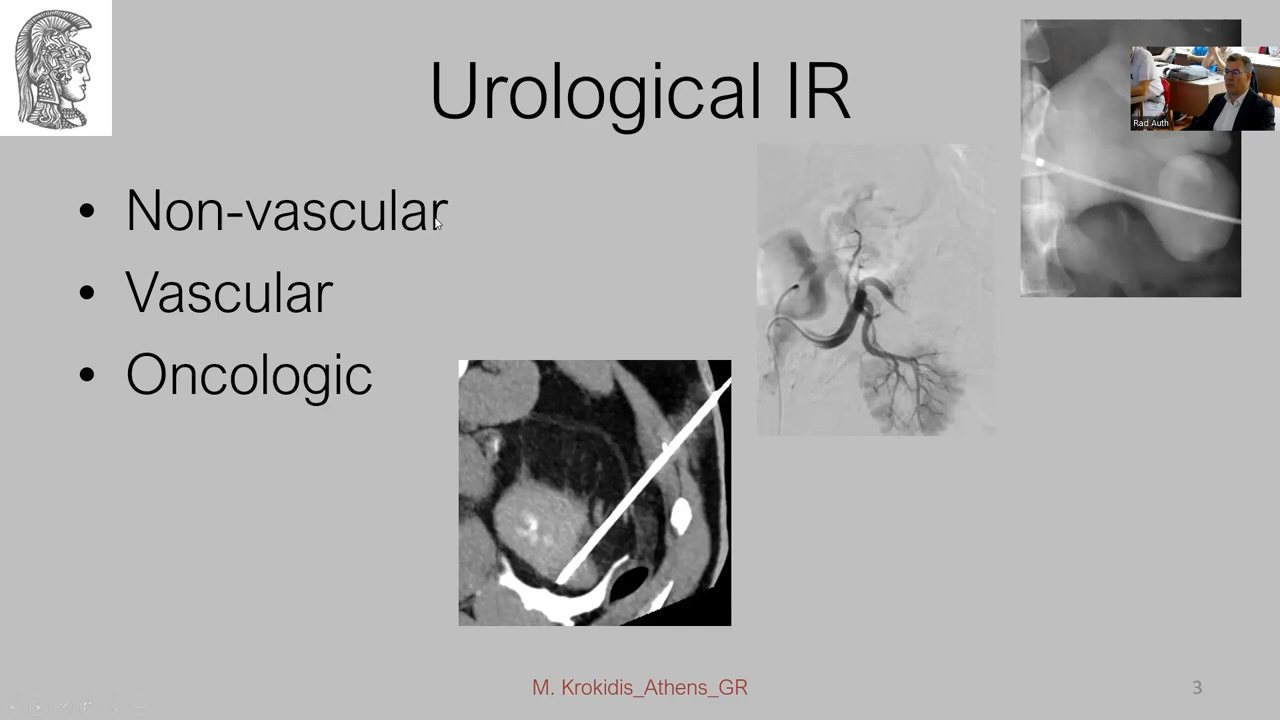 Urological IR
Rad Auth
• Non-vascular
• Vascular
• Oncologic
M. Krokidis_Athens_GR
3